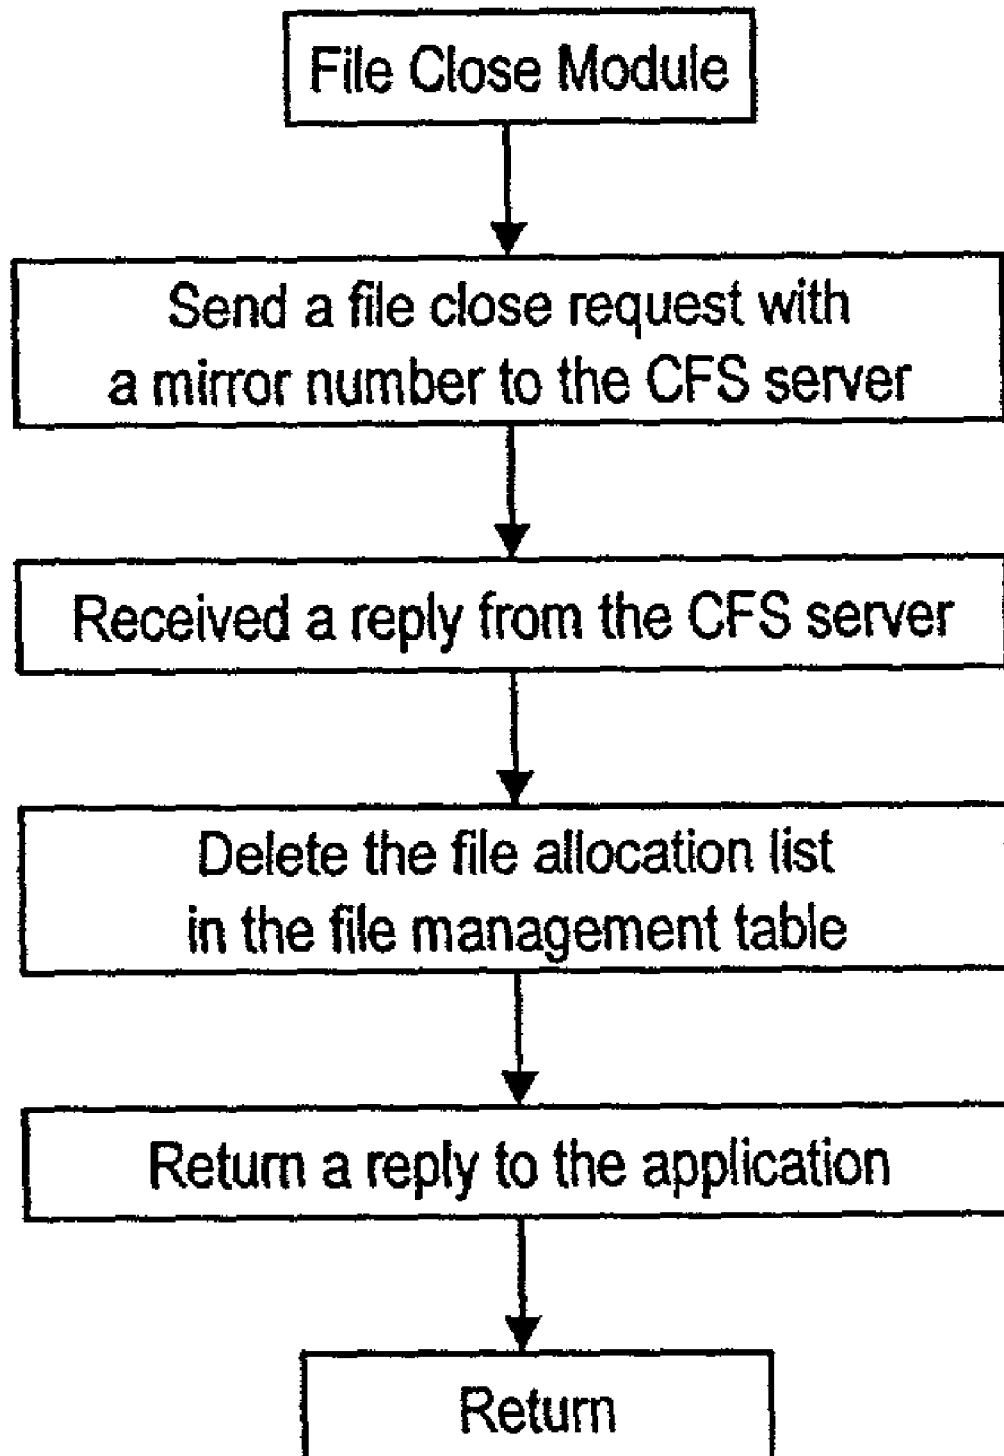 File Close Module
Send a file close request with
a mirror number to the CFS server
Received a reply from the CFS server
Delete the file allocation list
in the file management table
Return a reply to the application
Return